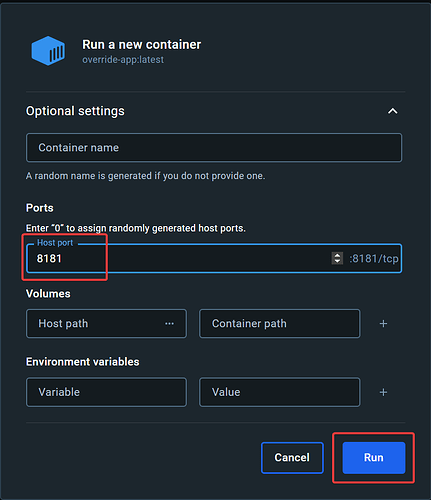 Run a new container
override-app:latest
Optional settings
Container name
A random name is generated if you do not provide one.
Ports
Enter “0” to assign randomly generated host ports.
Host port
8181 :8181/tcp
Volumes
Host path ··· Container path +
Environment variables
Variable Value +
Cancel Run